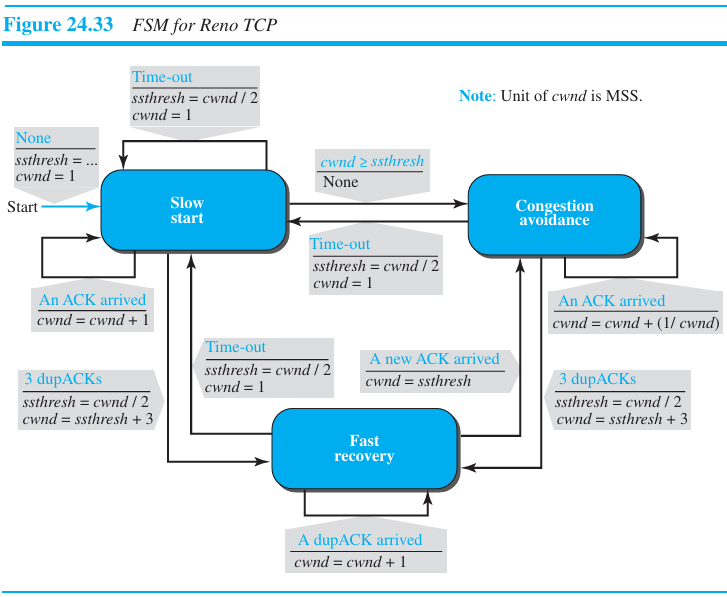 Figure 24.33 FSM for Reno TCP
Time-out
ssthresh = cwnd / 2
cwnd = 1
Note: Unit of cwnd is MSS.
None
ssthresh = ...
cwnd = 1
Start
Slow
start
cwnd ≥ ssthresh
None
Congestion
avoidance
Time-out
ssthresh = cwnd / 2
cwnd = 1
An ACK arrived
cwnd = cwnd + 1
An ACK arrived
cwnd = cwnd + (1/ cwnd)
Time-out
ssthresh = cwnd / 2
cwnd = 1
A new ACK arrived
cwnd = ssthresh
3 dupACKs
ssthresh = cwnd / 2
cwnd = ssthresh + 3
3 dupACKs
ssthresh = cwnd / 2
cwnd = ssthresh + 3
Fast
recovery
A dupACK arrived
cwnd = cwnd + 1